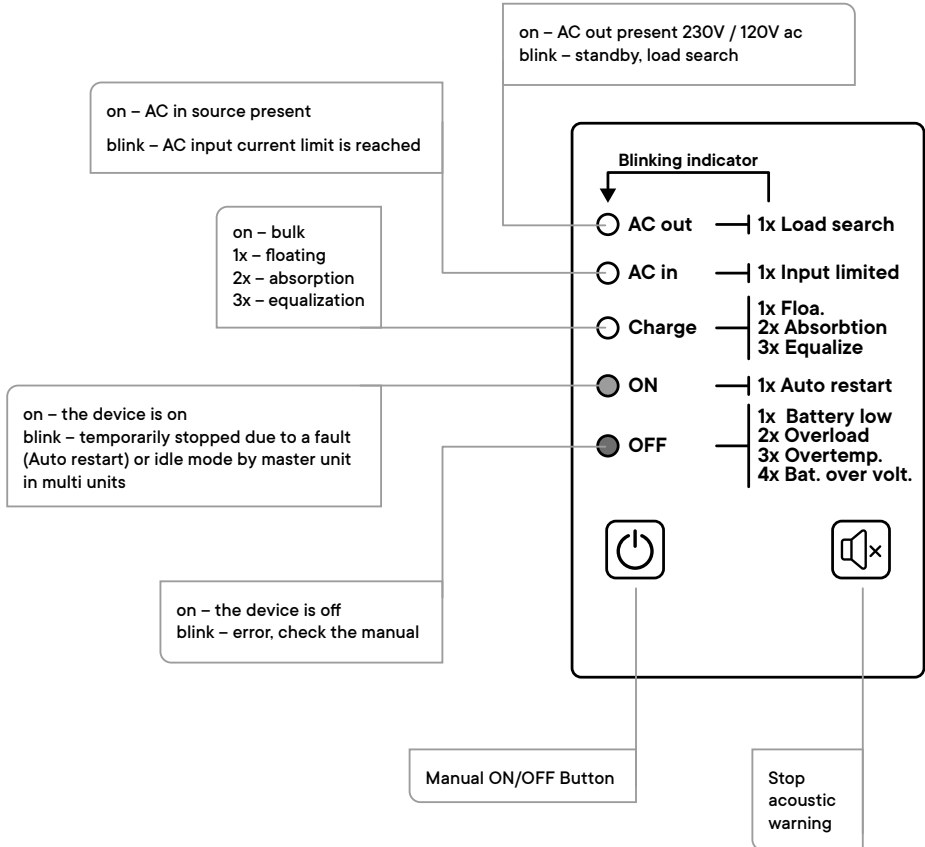 on – AC out present 230V / 120V ac
blink – standby, load search
on – AC in source present
blink – AC input current limit is reached
on – bulk
1x – floating
2x – absorption
3x – equalization
on – the device is on
blink – temporarily stopped due to a fault
(Auto restart) or idle mode by master unit
in multi units
on – the device is off
blink – error, check the manual
Blinking indicator
AC out 1x Load search
AC in 1x Input limited
Charge
1x Floa.
2x Absorbtion
3x Equalize
ON 1x Auto restart
OFF
1x Battery low
2x Overload
3x Overtemp.
4x Bat. over volt.
Manual ON/OFF Button
Stop
acoustic
warning